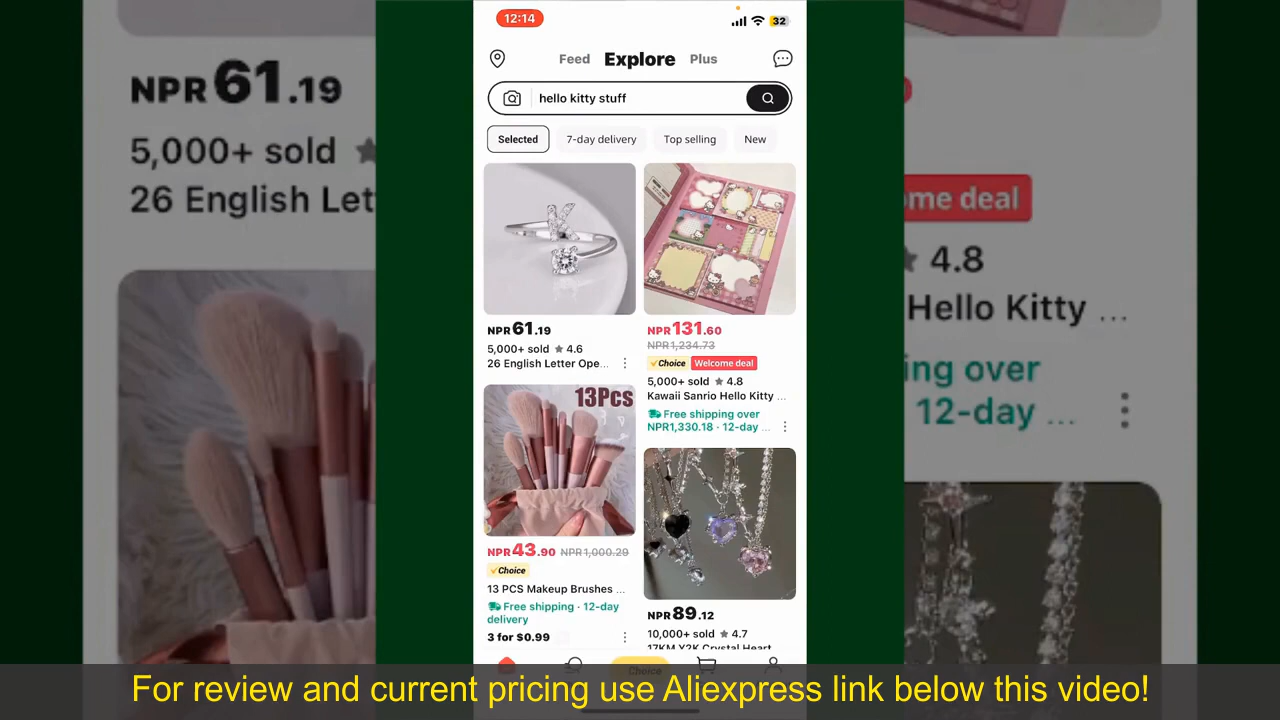 12:14
32
Feed Explore Plus
hello kitty stuff
Selected 7-day delivery Top selling New
NPR61.19
5,000+ sold ★ 4.6
26 English Letter Ope...
NPR131.60
NPR1,234.73
✓Choice Welcome deal
5,000+ sold ★ 4.8
Kawaii Sanrio Hello Kitty ...
Free shipping over
NPR1,330.18 · 12-day ...
13Pcs
NPR43.90 NPR1,000.29
✓Choice
13 PCS Makeup Brushes ...
Free shipping · 12-day
delivery
3 for $0.99
NPR89.12
10,000+ sold ★ 4.7
17KM Y2K Crystal Heart
Choice
NPR61.19
5,000+ sold ★
26 English Let
me deal
★ 4.8
Hello Kitty ...
ing over
12-day ...
For review and current pricing use Aliexpress link below this video!